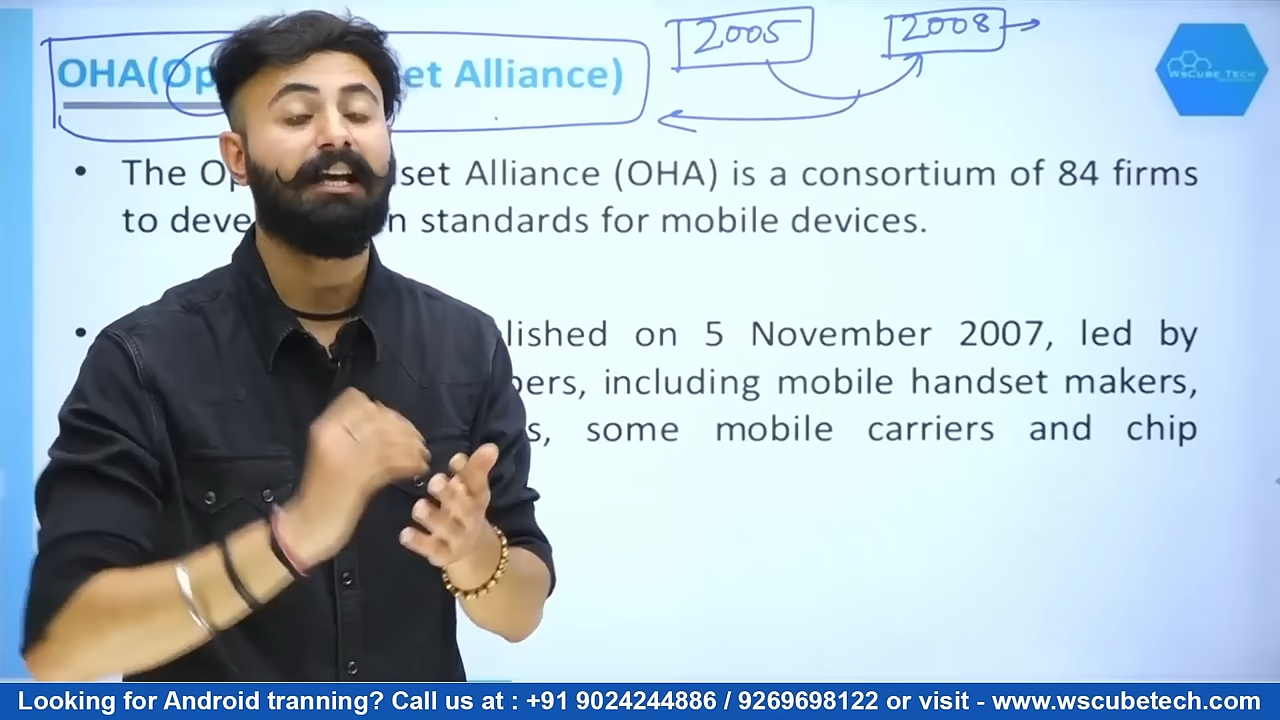 2005 2008
OHA(Op et Alliance)
WsCube Tech
• The Op dset Alliance (OHA) is a consortium of 84 firms
to deve n standards for mobile devices.
• lished on 5 November 2007, led by
bers, including mobile handset makers,
s, some mobile carriers and chip
Looking for Android tranning? Call us at : +91 9024244886 / 9269698122 or visit - www.wscubetech.com